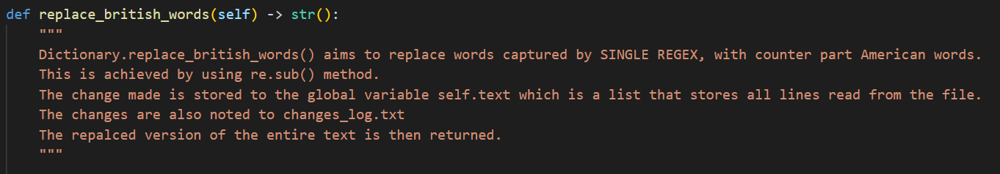 def replace_british_words(self) -> str():
"""
Dictionary.replace_british_words() aims to replace words captured by SINGLE REGEX, with counter part American words.
This is achieved by using re.sub() method.
The change made is stored to the global variable self.text which is a list that stores all lines read from the file.
The changes are also noted to changes_log.txt
The repalced version of the entire text is then returned.
"""